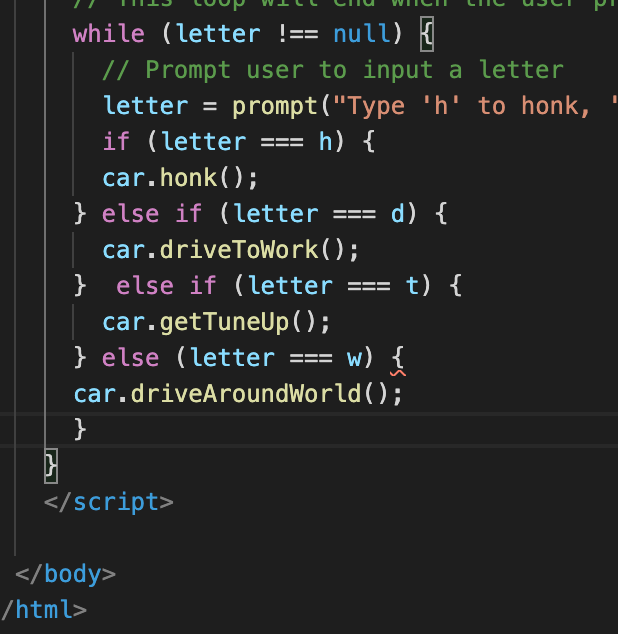 // This loop will end when the user pr
while (letter !== null) {
// Prompt user to input a letter
letter = prompt("Type 'h' to honk, '
if (letter === h) {
car.honk();
} else if (letter === d) {
car.driveToWork();
}  else if (letter === t) {
car.getTuneUp();
} else (letter === w) {
car.driveAroundWorld();
}
}
</script>
</body>
/html>